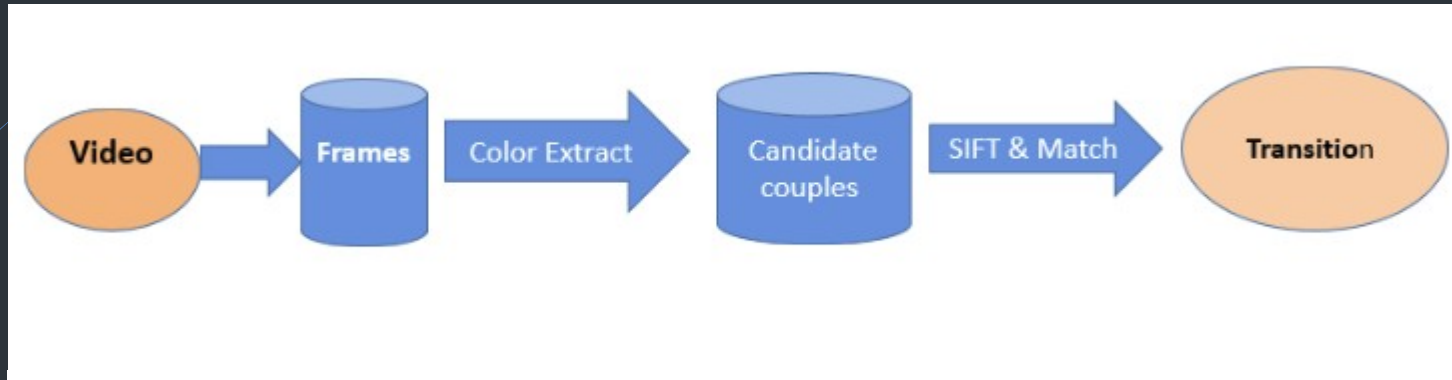 Video
Frames
Color Extract
Candidate
couples
SIFT & Match
Transition